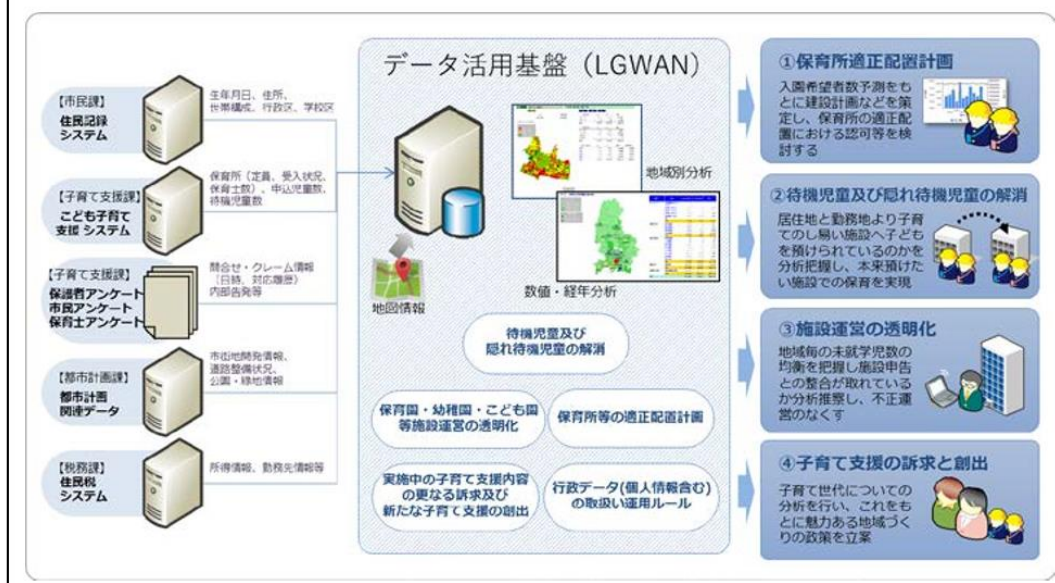 【市民課】
住民記録
システム
生年月日、住所、
世帯構成、行政区、学校区
【子育て支援課】
こども子育て
支援 システム
保育所（定員、受入状況、
保育士数）、申込児童数、
待機児童数
【子育て支援課】
保護者アンケート
市民アンケート
保育士アンケート
問合せ・クレーム情報
（日時、対応履歴）
内部告発等
【都市計画課】
都市計画
関連データ
市街地開発情報、
道路整備状況、
公園・緑地情報
【税務課】
住民税
システム
所得情報、勤務先情報等
データ活用基盤（LGWAN）
地域別分析
数値・経年分析
地図情報
待機児童及び
隠れ待機児童の解消
保育園・幼稚園・こども園
等施設運営の透明化
保育所等の適正配置計画
実施中の子育て支援内容
の更なる訴求及び
新たな子育て支援の創出
行政データ(個人情報含む)
の取扱い運用ルール
①保育所適正配置計画
入園希望者数予測をも
とに建設計画などを策
定し、保育所の適正配
置における認可等を検
討する
②待機児童及び隠れ待機児童の解消
居住地と勤務地より子育
てのし易い施設へ子ども
を預けられているのかを
分析把握し、本来預けた
い施設での保育を実現
③施設運営の透明化
地域毎の未就学児数の
均衡を把握し施設申告
との整合が取れている
か分析推察し、不正運
営のなくす
④子育て支援の訴求と創出
子育て世代についての
分析を行い、これをも
とに魅力ある地域づく
りの政策を立案